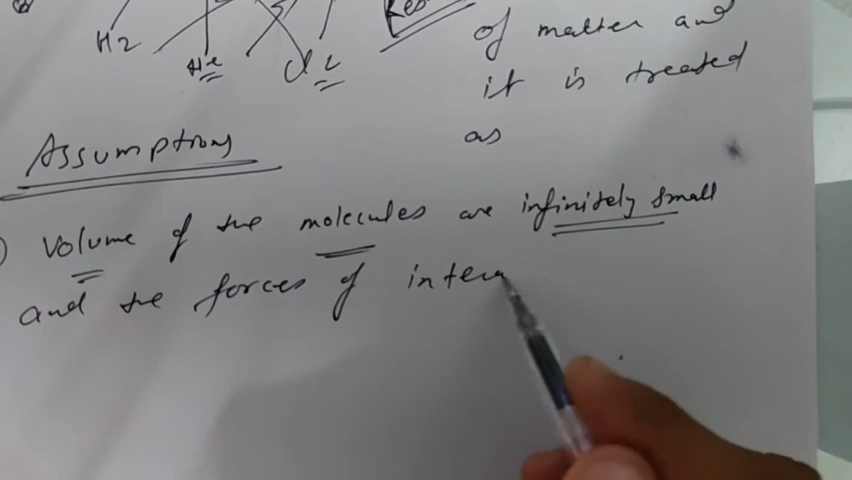 H2
He
Cl2
of matter and
it is treated
as
Assumptions
) Volume of the molecules are infinitely small
and the forces of inter